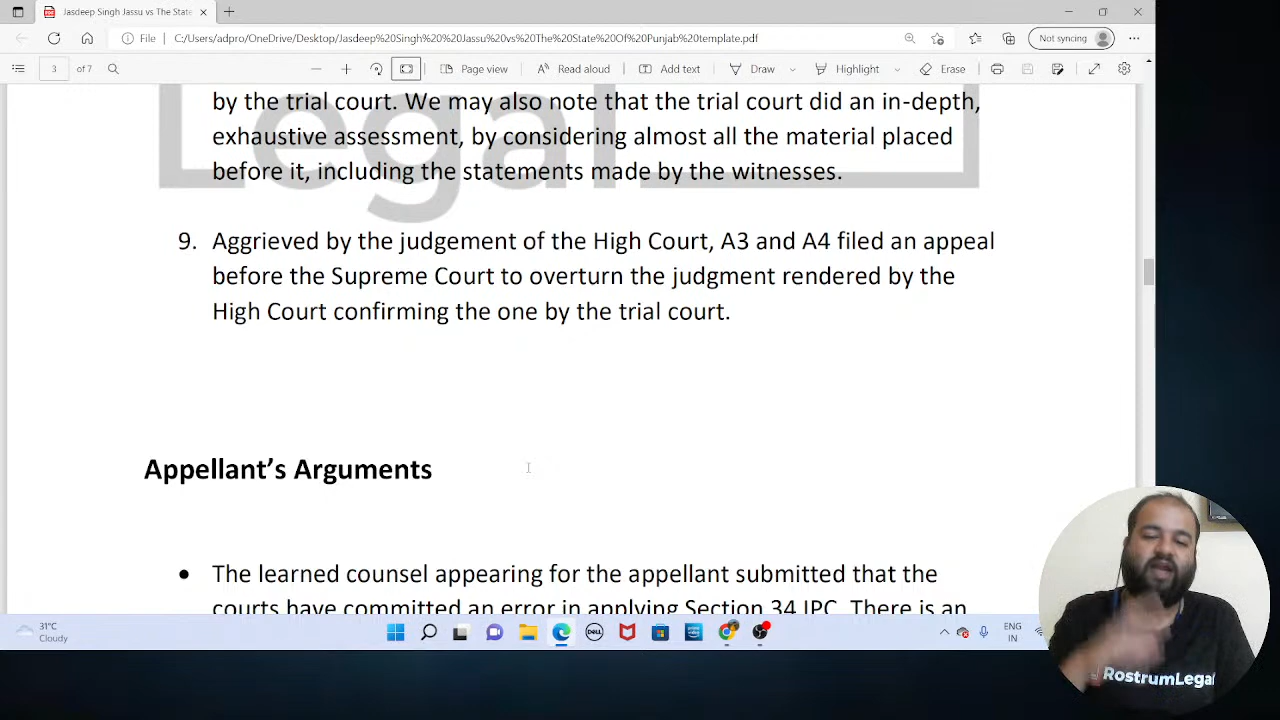 Jasdeep Singh Jassu vs The State
File
C:/Users/adpro/OneDrive/Desktop/Jasdeep%20Singh%20%20Jassu%20vs%20The%20State%20Of%20Punjab%20template.pdf
Not syncing
3 of 7
Page view
Read aloud
Add text
Draw
Highlight
Erase
Legal
by the trial court. We may also note that the trial court did an in-depth,
exhaustive assessment, by considering almost all the material placed
before it, including the statements made by the witnesses.
9. Aggrieved by the judgement of the High Court, A3 and A4 filed an appeal
before the Supreme Court to overturn the judgment rendered by the
High Court confirming the one by the trial court.
Appellant’s Arguments
• The learned counsel appearing for the appellant submitted that the
courts have committed an error in applying Section 34 IPC. There is an
31°C
Cloudy
DELL
ENG
IN
RostrumLegal